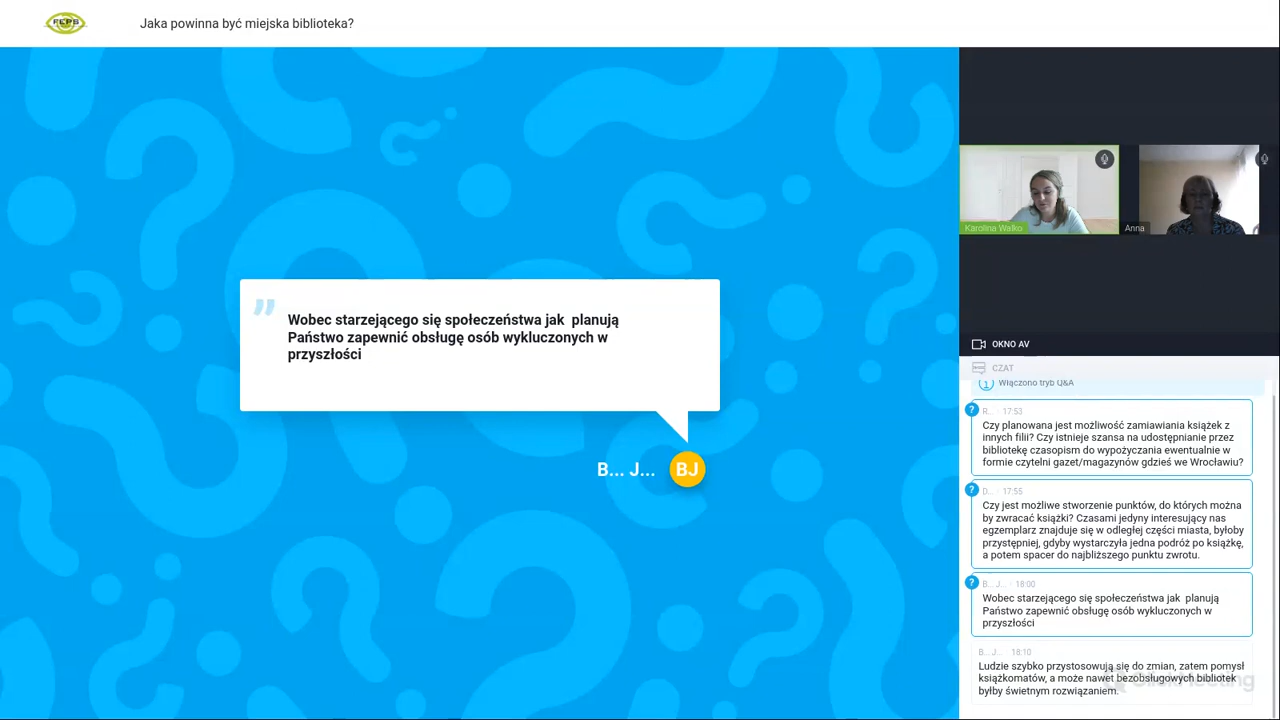 FEPS
Jaka powinna być miejska biblioteka?
Wobec starzejącego się społeczeństwa jak  planują
Państwo zapewnić obsługę osób wykluczonych w
przyszłości
B... J...
BJ
Karolina Walko
Anna
OKNO AV
CZAT
Włączono tryb Q&A
R... · 17:53
Czy planowana jest możliwość zamawiania książek z
innych filii? Czy istnieje szansa na udostępnianie przez
bibliotekę czasopism do wypożyczania ewentualnie w
formie czytelni gazet/magazynów gdzieś we Wrocławiu?
D... · 17:55
Czy jest możliwe stworzenie punktów, do których można
by zwracać książki? Czasami jedyny interesujący nas
egzemplarz znajduje się w odległej części miasta, byłoby
przystępniej, gdyby wystarczyła jedna podróż po książkę,
a potem spacer do najbliższego punktu zwrotu.
B... J... · 18:00
Wobec starzejącego się społeczeństwa jak  planują
Państwo zapewnić obsługę osób wykluczonych w
przyszłości
B... J... · 18:10
Ludzie szybko przystosowują się do zmian, zatem pomysł
książkomatów, a może nawet bezobsługowych bibliotek
byłby świetnym rozwiązaniem.
ClickMeeting